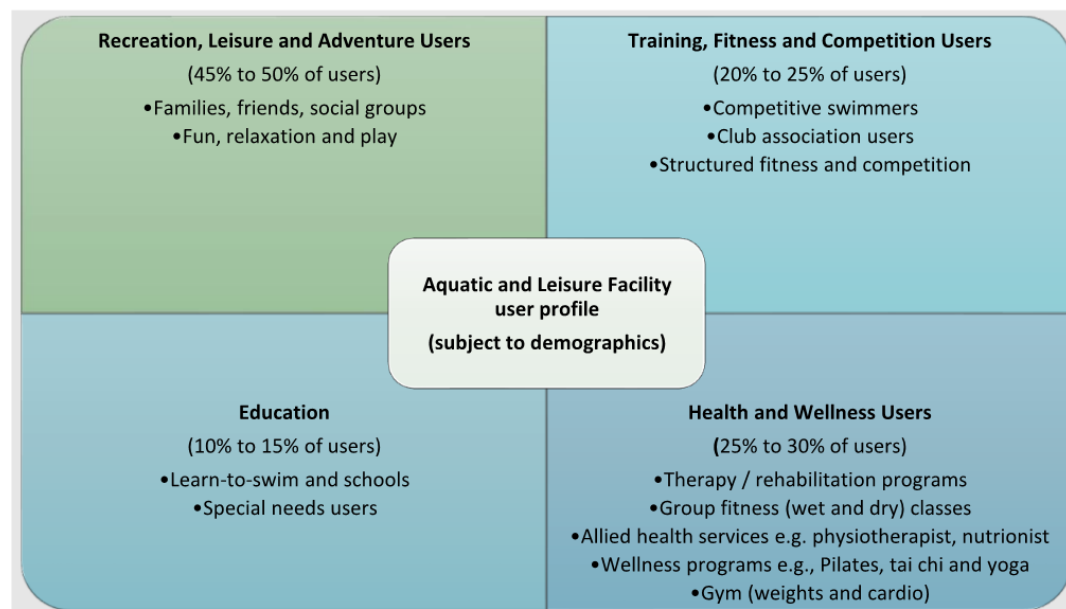 Recreation, Leisure and Adventure Users
(45% to 50% of users)
•Families, friends, social groups
•Fun, relaxation and play
Training, Fitness and Competition Users
(20% to 25% of users)
•Competitive swimmers
•Club association users
•Structured fitness and competition
Aquatic and Leisure Facility
user profile
(subject to demographics)
Education
(10% to 15% of users)
•Learn-to-swim and schools
•Special needs users
Health and Wellness Users
(25% to 30% of users)
•Therapy / rehabilitation programs
•Group fitness (wet and dry) classes
•Allied health services e.g. physiotherapist, nutrionist
•Wellness programs e.g., Pilates, tai chi and yoga
•Gym (weights and cardio)